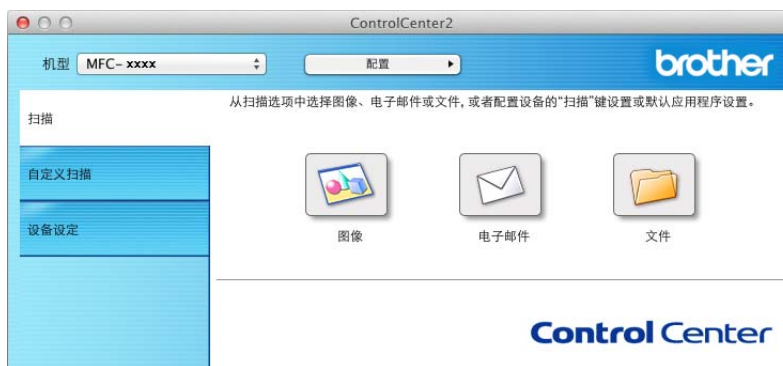 ControlCenter2
机型 MFC- xxxx 配置 brother
从扫描选项中选择图像、电子邮件或文件, 或者配置设备的“扫描”键设置或默认应用程序设置。
扫描
自定义扫描
设备设定
图像 电子邮件 文件
Control Center